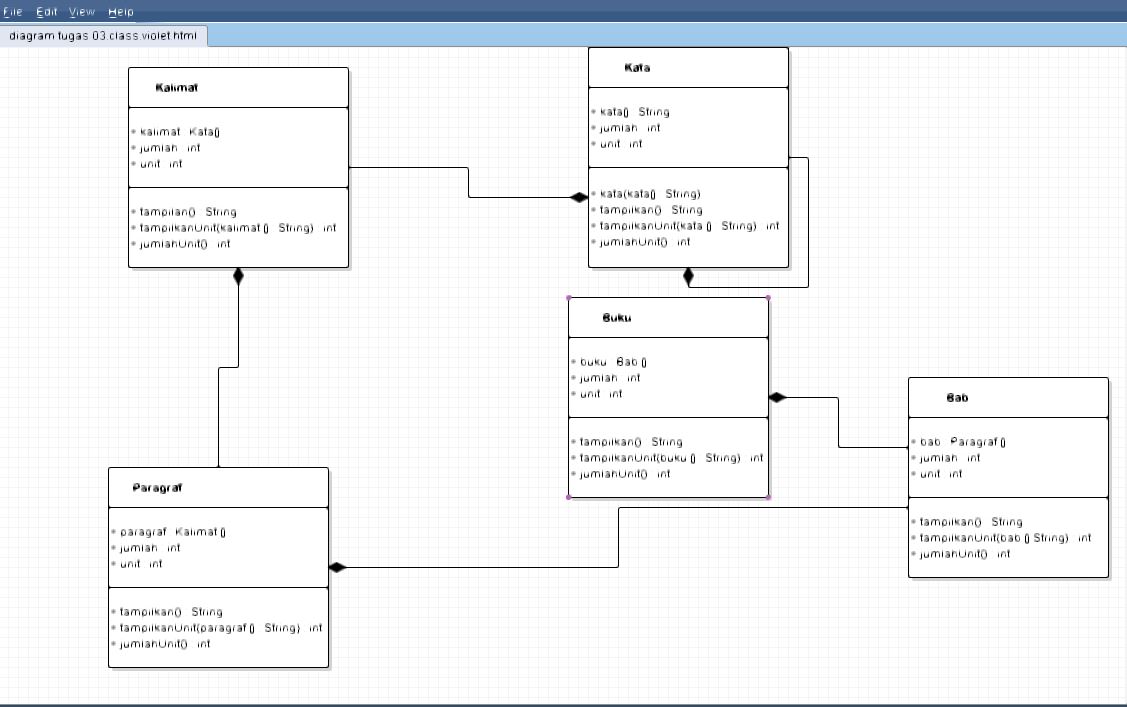 File Edit View Help
diagram tugas 03.class.violet.html
Kalimat
kalimat Kata[]
jumlah int
unit int
tampilan() String
tampilkanUnit(kalimat [] String) int
jumlahUnit() int
Kata
kata[] String
jumlah int
unit int
kata(kata[] String)
tampilkan() String
tampilkanUnit(kata [] String) int
jumlahUnit() int
Buku
buku Bab []
jumlah int
unit int
tampilkan() String
tampilkanUnit(buku [] String) int
jumlahUnit() int
Bab
bab Paragraf []
jumlah int
unit int
tampilkan() String
tampilkanUnit(bab [] String) int
jumlahUnit() int
Paragraf
paragraf Kalimat []
jumlah int
unit int
tampilkan() String
tampilkanUnit(paragraf [] String) int
jumlahUnit() int